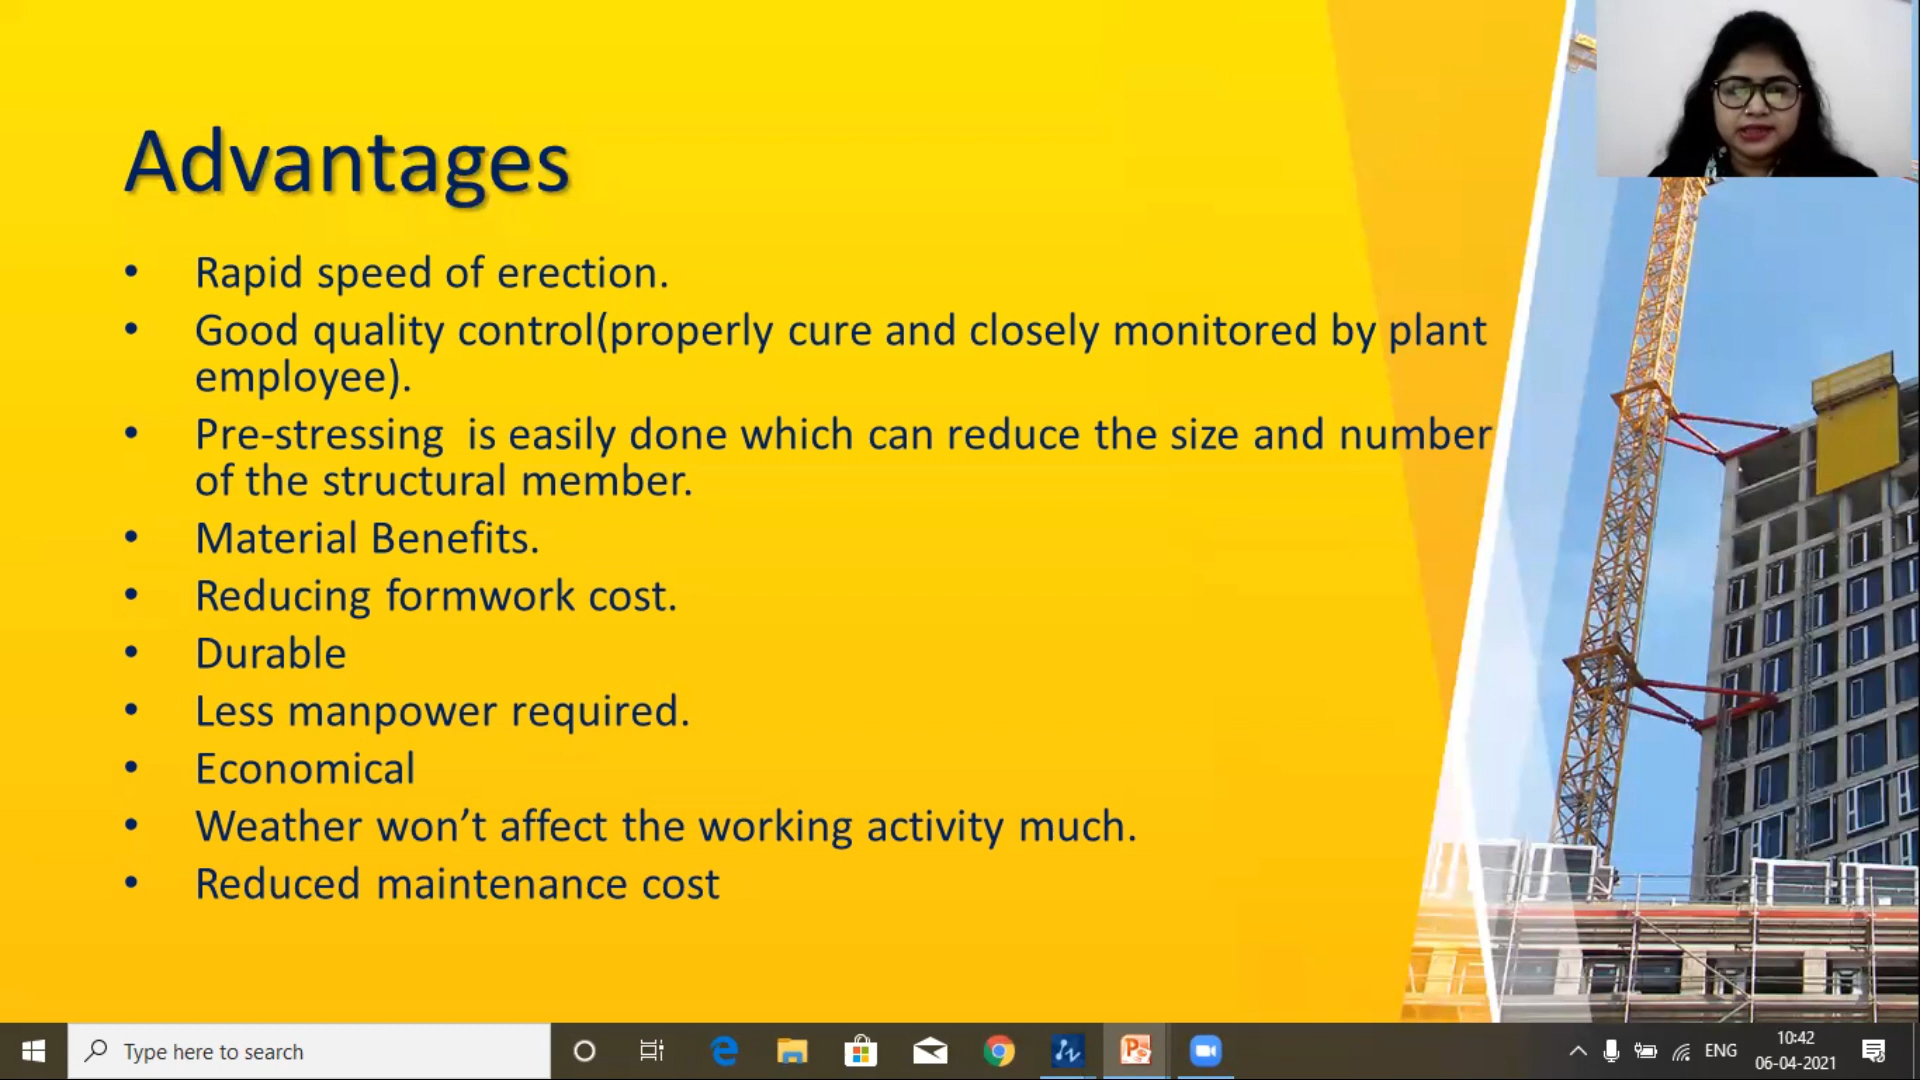 Advantages
• Rapid speed of erection.
• Good quality control(properly cure and closely monitored by plant
employee).
• Pre-stressing is easily done which can reduce the size and number
of the structural member.
• Material Benefits.
• Reducing formwork cost.
• Durable
• Less manpower required.
• Economical
• Weather won’t affect the working activity much.
• Reduced maintenance cost
Type here to search
ENG
10:42
06-04-2021